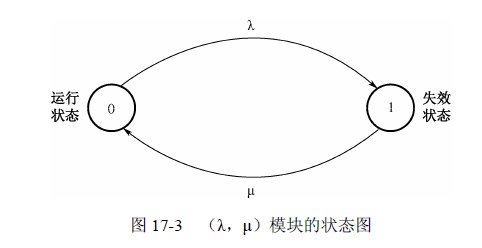 λ
运行
状态
0
1
失效
状态
μ
图 17-3 （λ，μ）模块的状态图